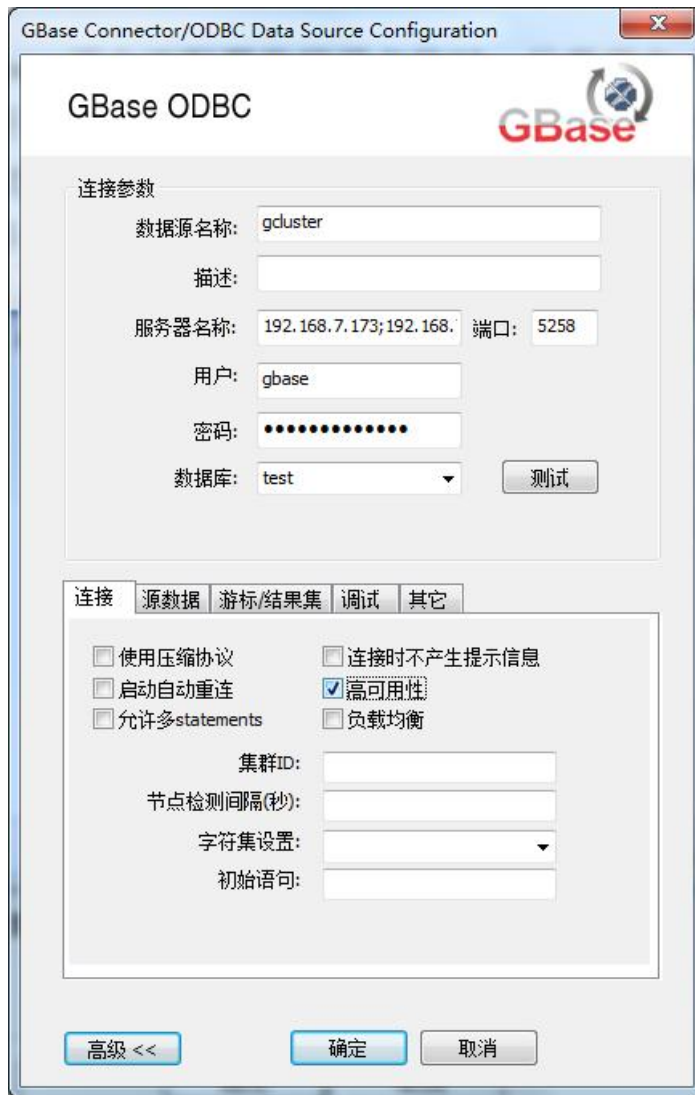 GBase Connector/ODBC Data Source Configuration
GBase ODBC
GBase
连接参数
数据源名称: gcluster
描述:
服务器名称: 192.168.7.173;192.168. 端口: 5258
用户: gbase
密码: •••••••••••••
数据库: test 测试
连接 源数据 游标/结果集 调试 其它
使用压缩协议 连接时不产生提示信息
启动自动重连 高可用性
允许多statements 负载均衡
集群ID:
节点检测间隔(秒):
字符集设置:
初始语句:
高级 << 确定 取消